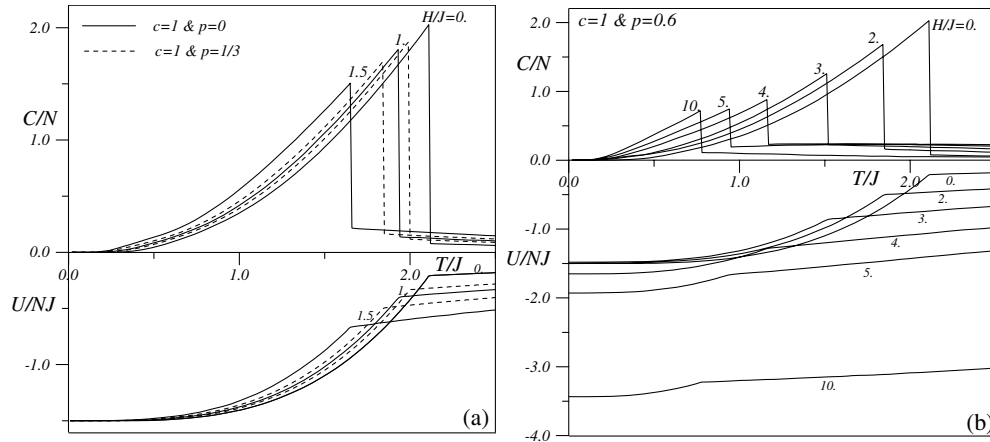 2.0
c=1 & p=0
c=1 & p=1/3
H/J=0.
1.
1.5
C/N
1.0
0.0
0.0
1.0
2.0
T/J
0.
U/NJ
1.
1.5
-1.0
(a)
c=1 & p=0.6
H/J=0.
2.0
2.
C/N
3.
4.
5.
10.
1.0
0.0
0.0
1.0
2.0
T/J
0.
2.
3.
4.
5.
10.
-1.0
U/NJ
-2.0
-3.0
-4.0
(b)